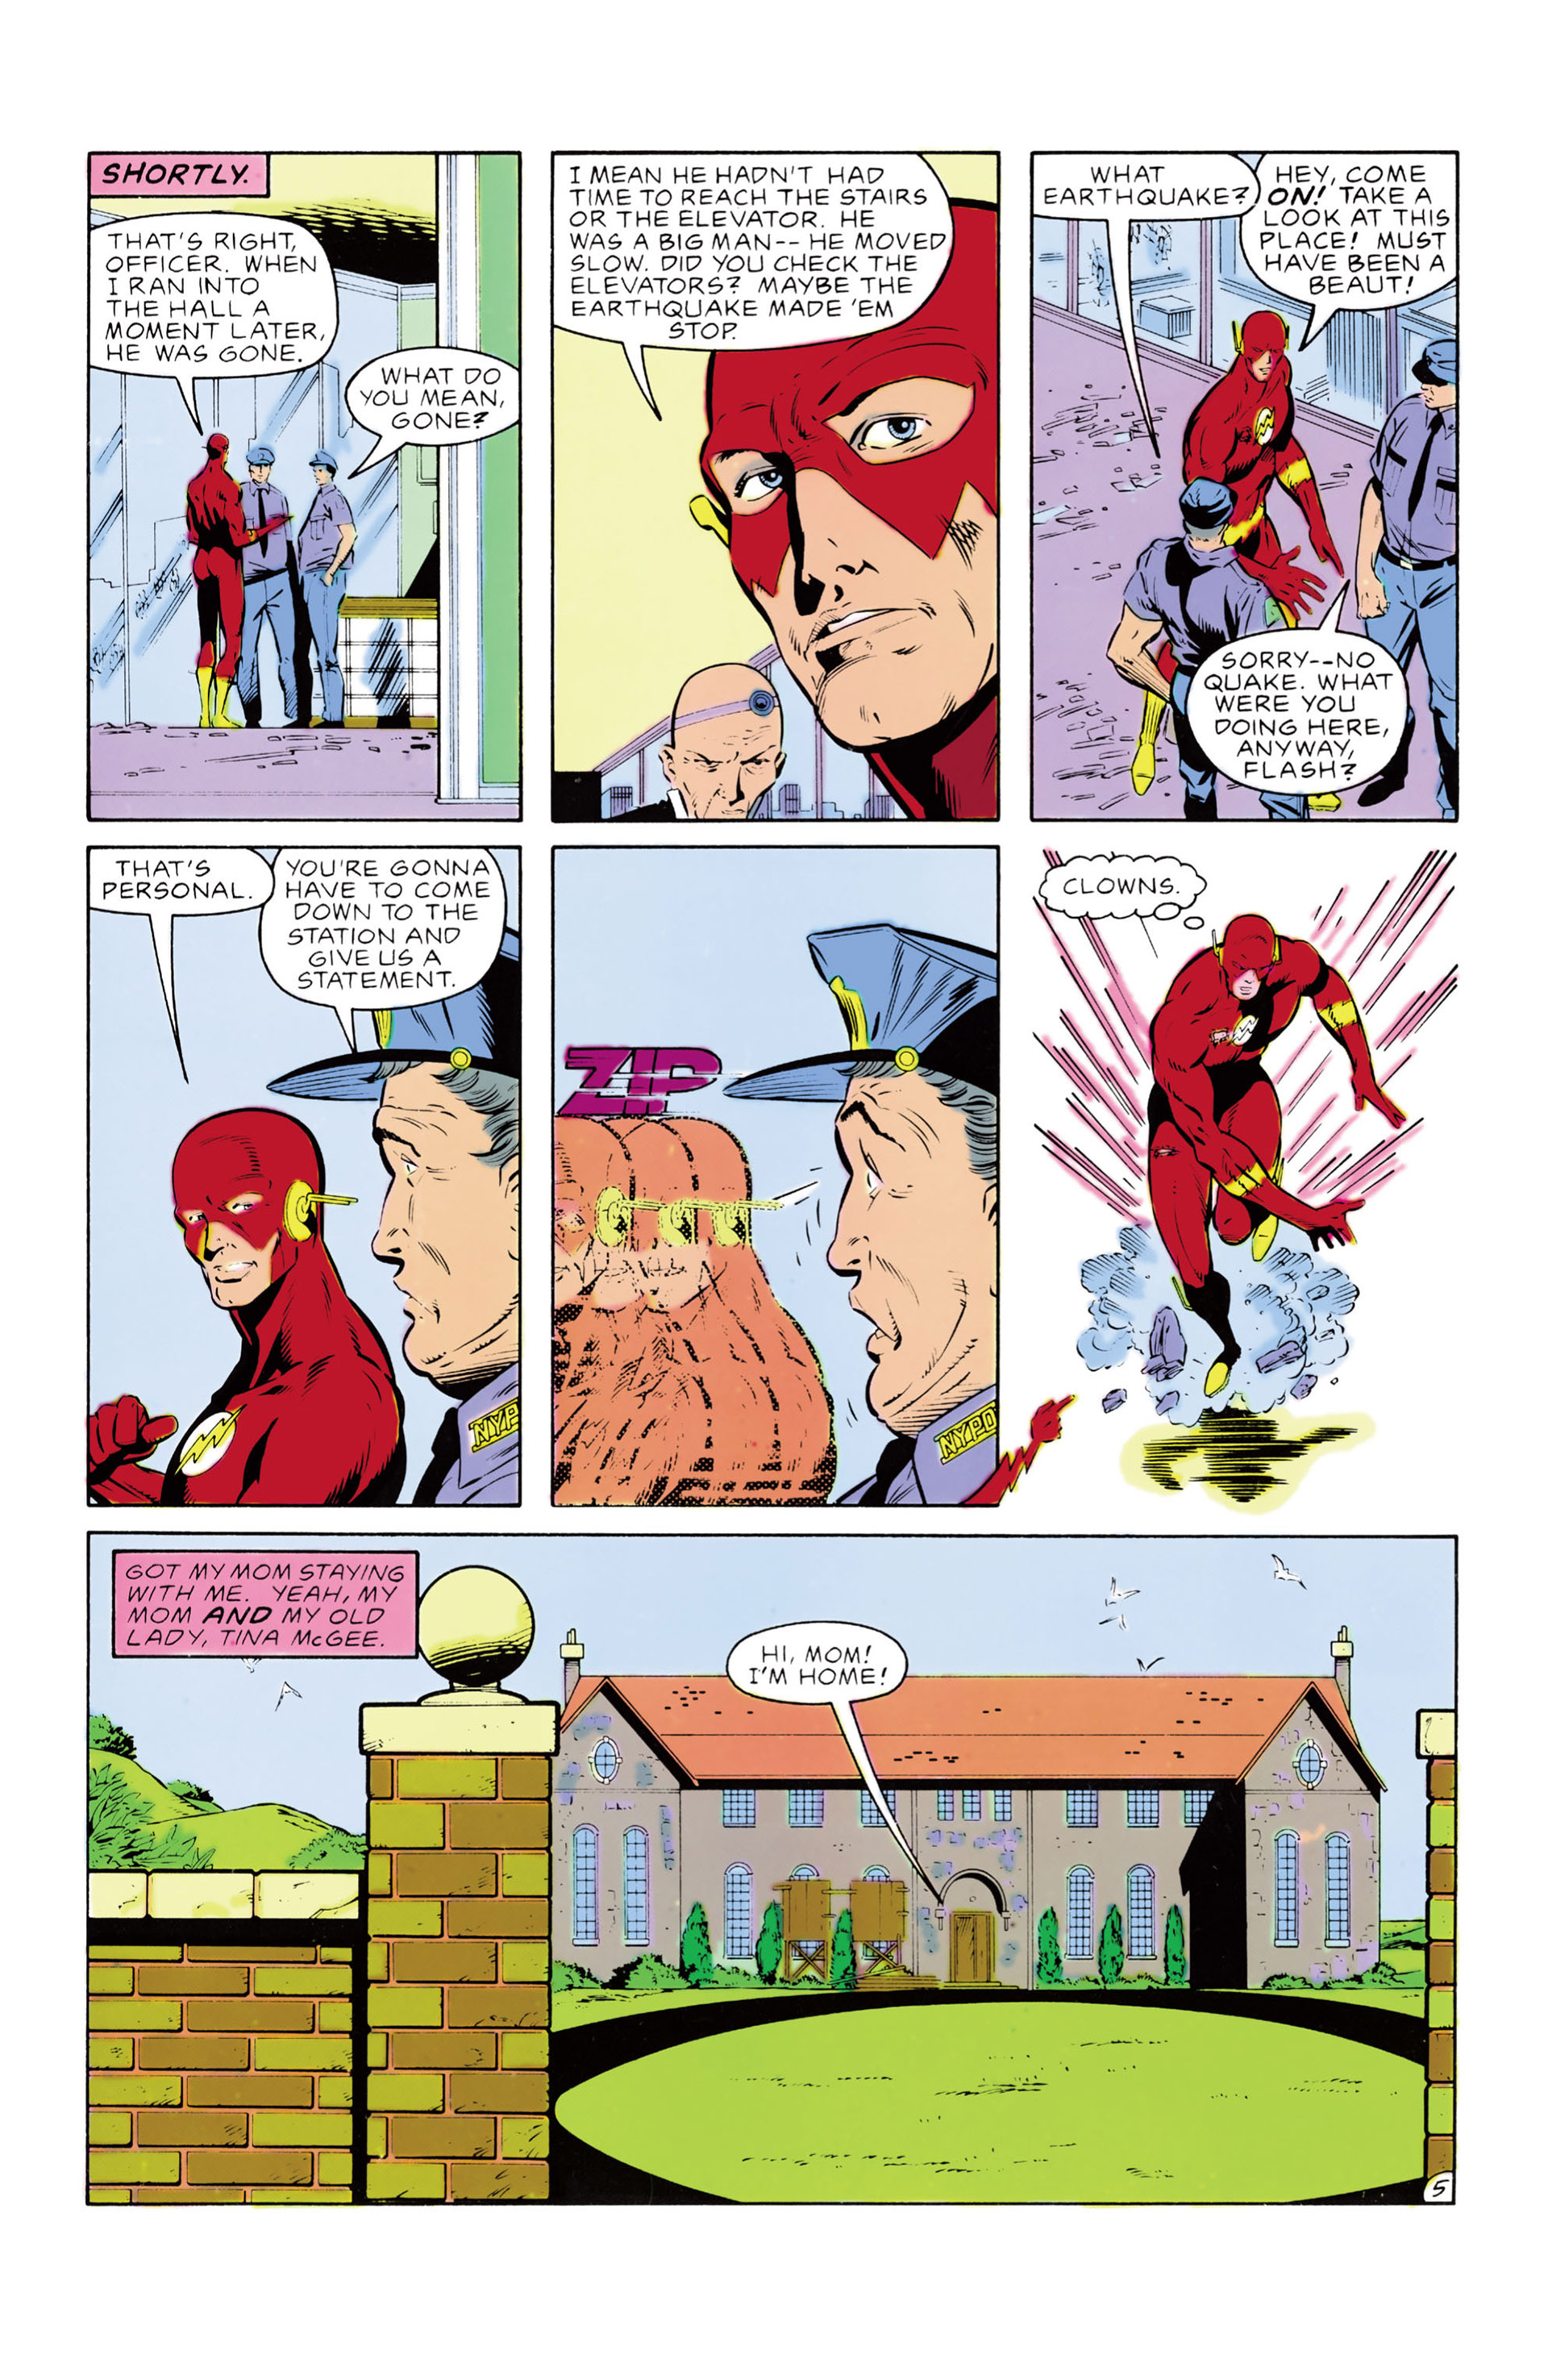 SHORTLY.
THAT'S RIGHT,
OFFICER. WHEN
I RAN INTO
THE HALL A
MOMENT LATER,
HE WAS GONE.
WHAT DO
YOU MEAN,
GONE?
I MEAN HE HADN'T HAD
TIME TO REACH THE STAIRS
OR THE ELEVATOR. HE
WAS A BIG MAN-- HE MOVED
SLOW. DID YOU CHECK THE
ELEVATORS? MAYBE THE
EARTHQUAKE MADE 'EM
STOP.
WHAT
EARTHQUAKE?
HEY, COME
ON! TAKE A
LOOK AT THIS
PLACE! MUST
HAVE BEEN A
BEAUT!
SORRY--NO
QUAKE. WHAT
WERE YOU
DOING HERE,
ANYWAY,
FLASH?
THAT'S
PERSONAL.
YOU'RE GONNA
HAVE TO COME
DOWN TO THE
STATION AND
GIVE US A
STATEMENT.
NYPD
ZIP
NYPD
CLOWNS.
GOT MY MOM STAYING
WITH ME. YEAH, MY
MOM AND MY OLD
LADY, TINA McGEE.
HI, MOM!
I'M HOME!
5